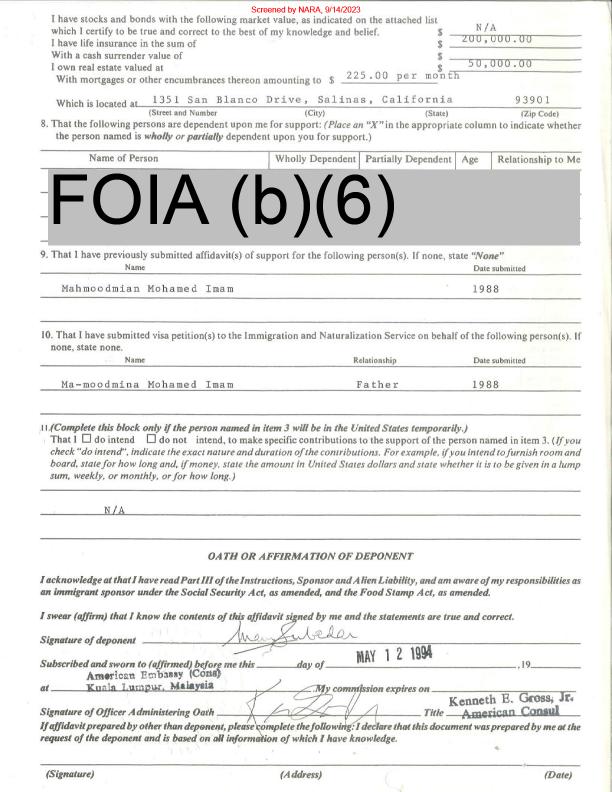 Screened by NARA, 9/14/2023
I have stocks and bonds with the following market value, as indicated on the attached list
which I certify to be true and correct to the best of my knowledge and belief. $ N/A
I have life insurance in the sum of $ 200,000.00
With a cash surrender value of $
I own real estate valued at $ 50,000.00
With mortgages or other encumbrances thereon amounting to $ 225.00 per month
Which is located at 1351 San Blanco Drive, Salinas, California 93901
(Street and Number) (City) (State) (Zip Code)
8. That the following persons are dependent upon me for support: (Place an "X" in the appropriate column to indicate whether
the person named is wholly or partially dependent upon you for support.)
Name of Person Wholly Dependent Partially Dependent Age Relationship to Me
FOIA (b)(6)
9. That I have previously submitted affidavit(s) of support for the following person(s). If none, state "None"
Name Date submitted
Mahmoodmian Mohamed Imam 1988
10. That I have submitted visa petition(s) to the Immigration and Naturalization Service on behalf of the following person(s). If
none, state none.
Name Relationship Date submitted
Ma-moodmina Mohamed Imam Father 1988
11.(Complete this block only if the person named in item 3 will be in the United States temporarily.)
That I ☐ do intend ☐ do not intend, to make specific contributions to the support of the person named in item 3. (If you
check "do intend", indicate the exact nature and duration of the contributions. For example, if you intend to furnish room and
board, state for how long and, if money, state the amount in United States dollars and state whether it is to be given in a lump
sum, weekly, or monthly, or for how long.)
N/A
OATH OR AFFIRMATION OF DEPONENT
I acknowledge at that I have read Part III of the Instructions, Sponsor and Alien Liability, and am aware of my responsibilities as
an immigrant sponsor under the Social Security Act, as amended, and the Food Stamp Act, as amended.
I swear (affirm) that I know the contents of this affidavit signed by me and the statements are true and correct.
Signature of deponent
Subscribed and sworn to (affirmed) before me this day of MAY 12 1994 ,19
American Embassy (Cons)
at Kuala Lumpur, Malaysia My commission expires on
Kenneth E. Gross, Jr.
Signature of Officer Administering Oath Title American Consul
If affidavit prepared by other than deponent, please complete the following: I declare that this document was prepared by me at the
request of the deponent and is based on all information of which I have knowledge.
(Signature) (Address) (Date)